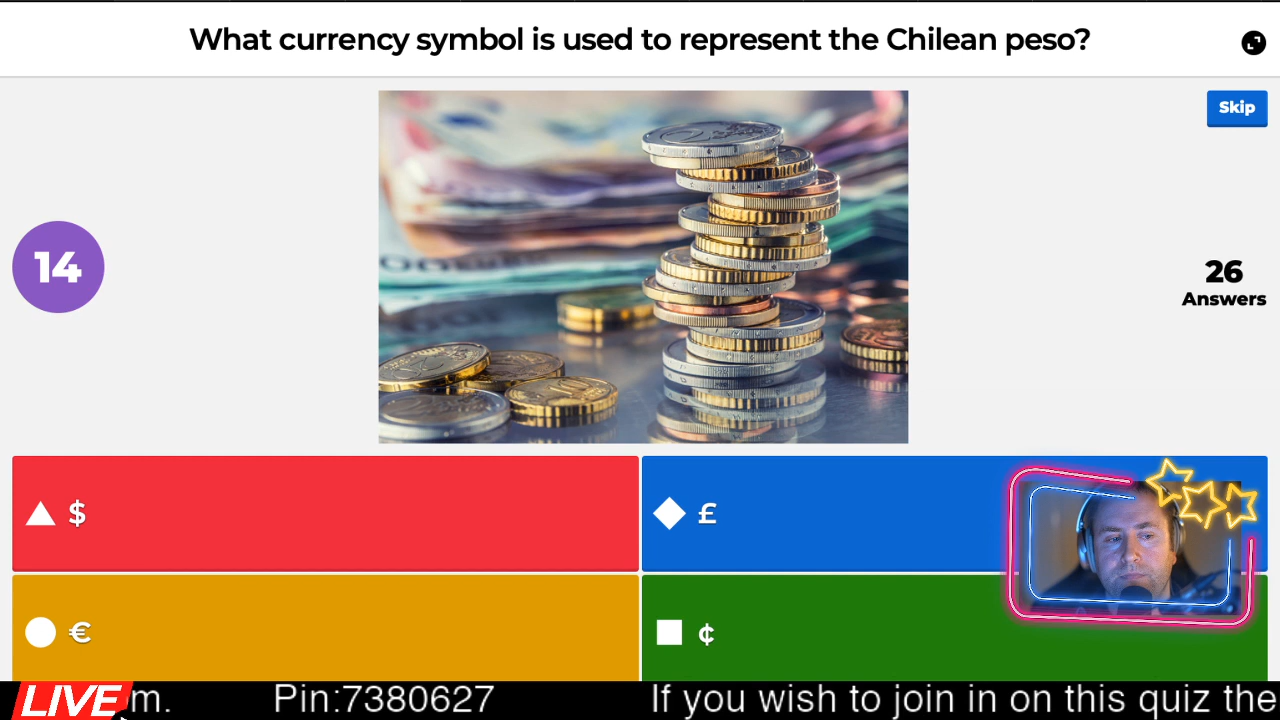 What currency symbol is used to represent the Chilean peso?
Skip
14
26
Answers
$
£
€
¢
LIVE m. Pin:7380627 If you wish to join in on this quiz the